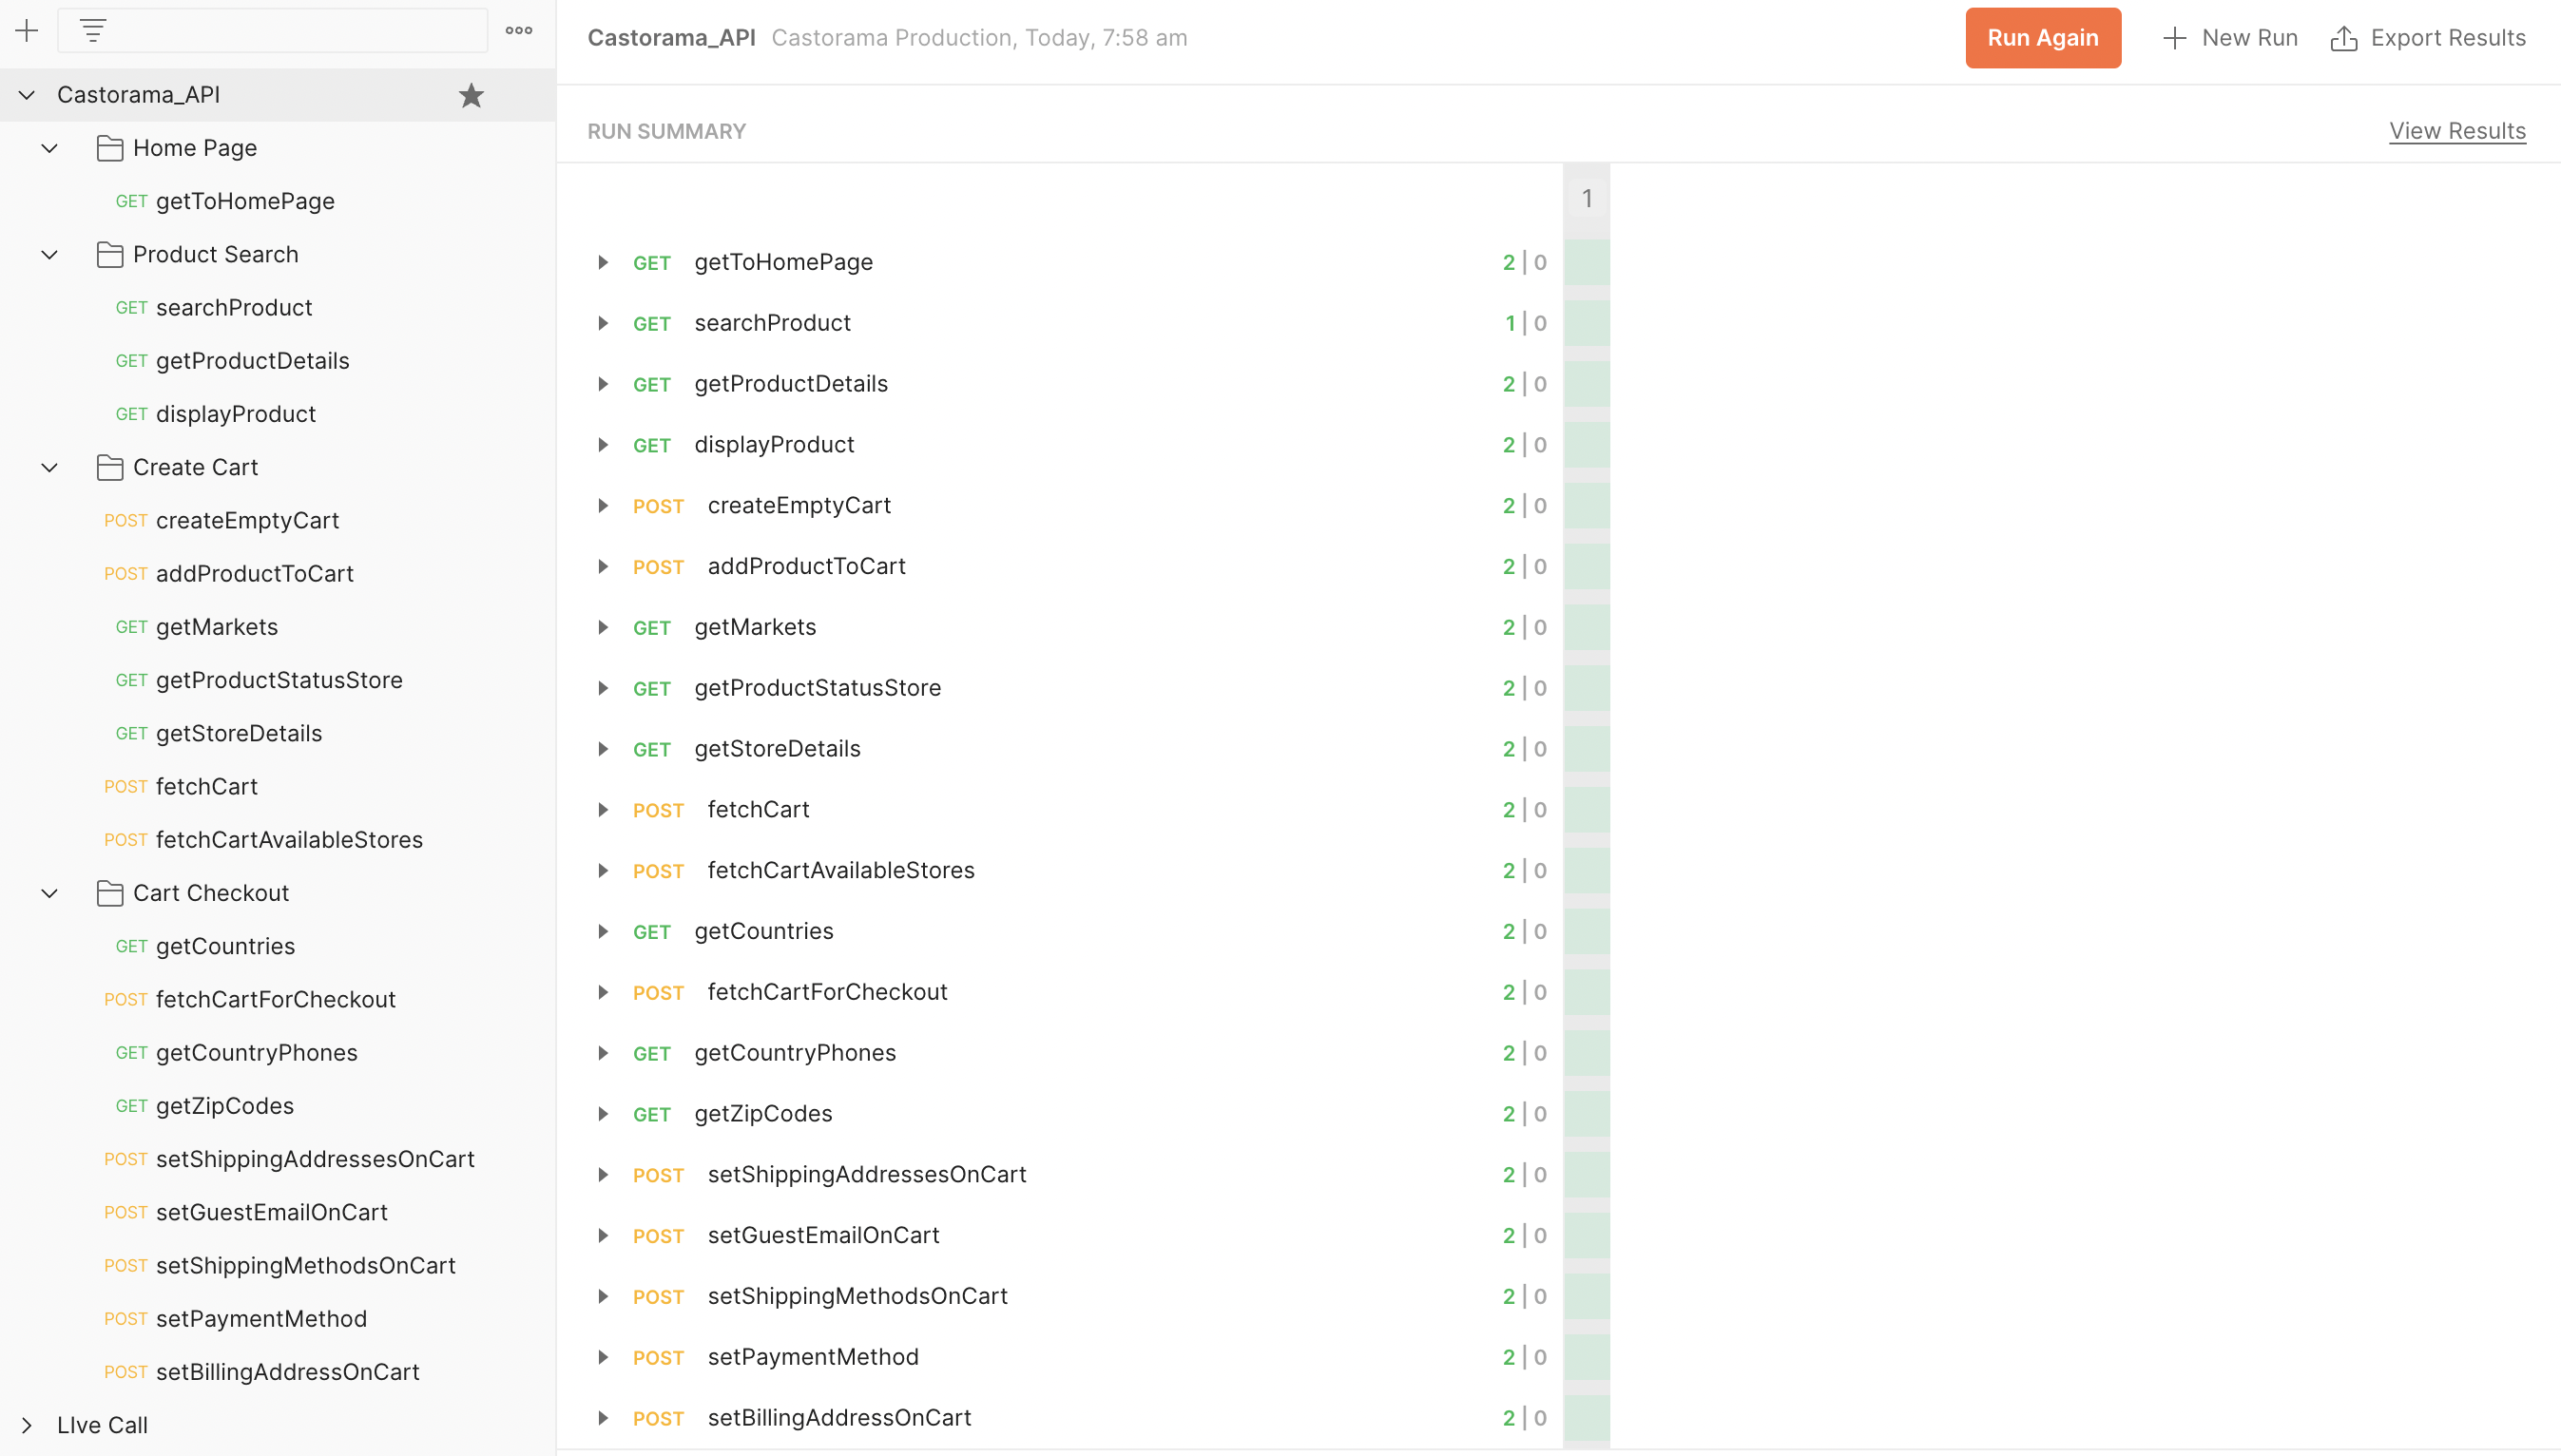 Castorama_API
Home Page
GET getToHomePage
Product Search
GET searchProduct
GET getProductDetails
GET displayProduct
Create Cart
POST createEmptyCart
POST addProductToCart
GET getMarkets
GET getProductStatusStore
GET getStoreDetails
POST fetchCart
POST fetchCartAvailableStores
Cart Checkout
GET getCountries
POST fetchCartForCheckout
GET getCountryPhones
GET getZipCodes
POST setShippingAddressesOnCart
POST setGuestEmailOnCart
POST setShippingMethodsOnCart
POST setPaymentMethod
POST setBillingAddressOnCart
LIve Call
Castorama_API Castorama Production, Today, 7:58 am Run Again New Run Export Results
RUN SUMMARY View Results
1
GET getToHomePage 2 | 0
GET searchProduct 1 | 0
GET getProductDetails 2 | 0
GET displayProduct 2 | 0
POST createEmptyCart 2 | 0
POST addProductToCart 2 | 0
GET getMarkets 2 | 0
GET getProductStatusStore 2 | 0
GET getStoreDetails 2 | 0
POST fetchCart 2 | 0
POST fetchCartAvailableStores 2 | 0
GET getCountries 2 | 0
POST fetchCartForCheckout 2 | 0
GET getCountryPhones 2 | 0
GET getZipCodes 2 | 0
POST setShippingAddressesOnCart 2 | 0
POST setGuestEmailOnCart 2 | 0
POST setShippingMethodsOnCart 2 | 0
POST setPaymentMethod 2 | 0
POST setBillingAddressOnCart 2 | 0